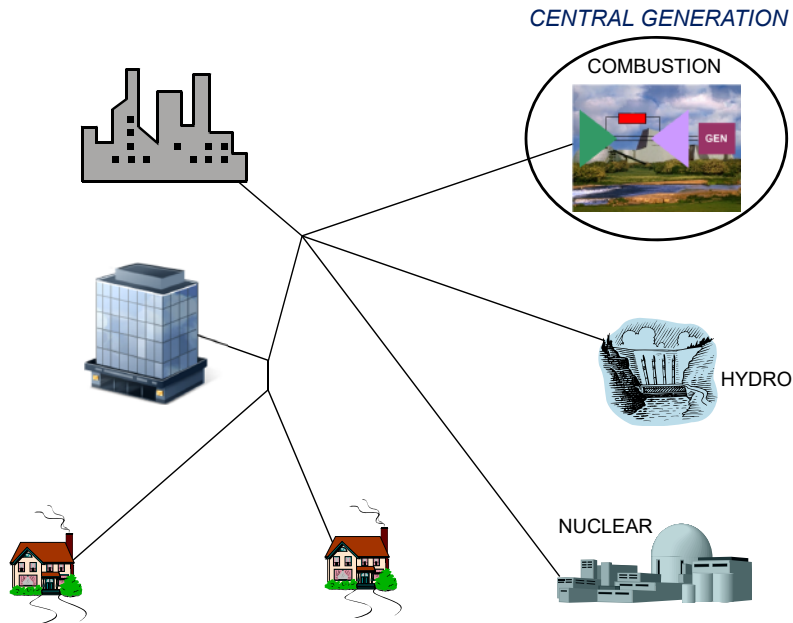 CENTRAL GENERATION
COMBUSTION
GEN
HYDRO
NUCLEAR